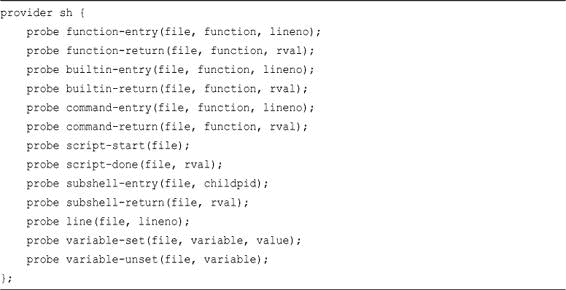 provider sh {
    probe function-entry(file, function, lineno);
    probe function-return(file, function, rval);
    probe builtin-entry(file, function, lineno);
    probe builtin-return(file, function, rval);
    probe command-entry(file, function, lineno);
    probe command-return(file, function, rval);
    probe script-start(file);
    probe script-done(file, rval);
    probe subshell-entry(file, childpid);
    probe subshell-return(file, rval);
    probe line(file, lineno);
    probe variable-set(file, variable, value);
    probe variable-unset(file, variable);
};